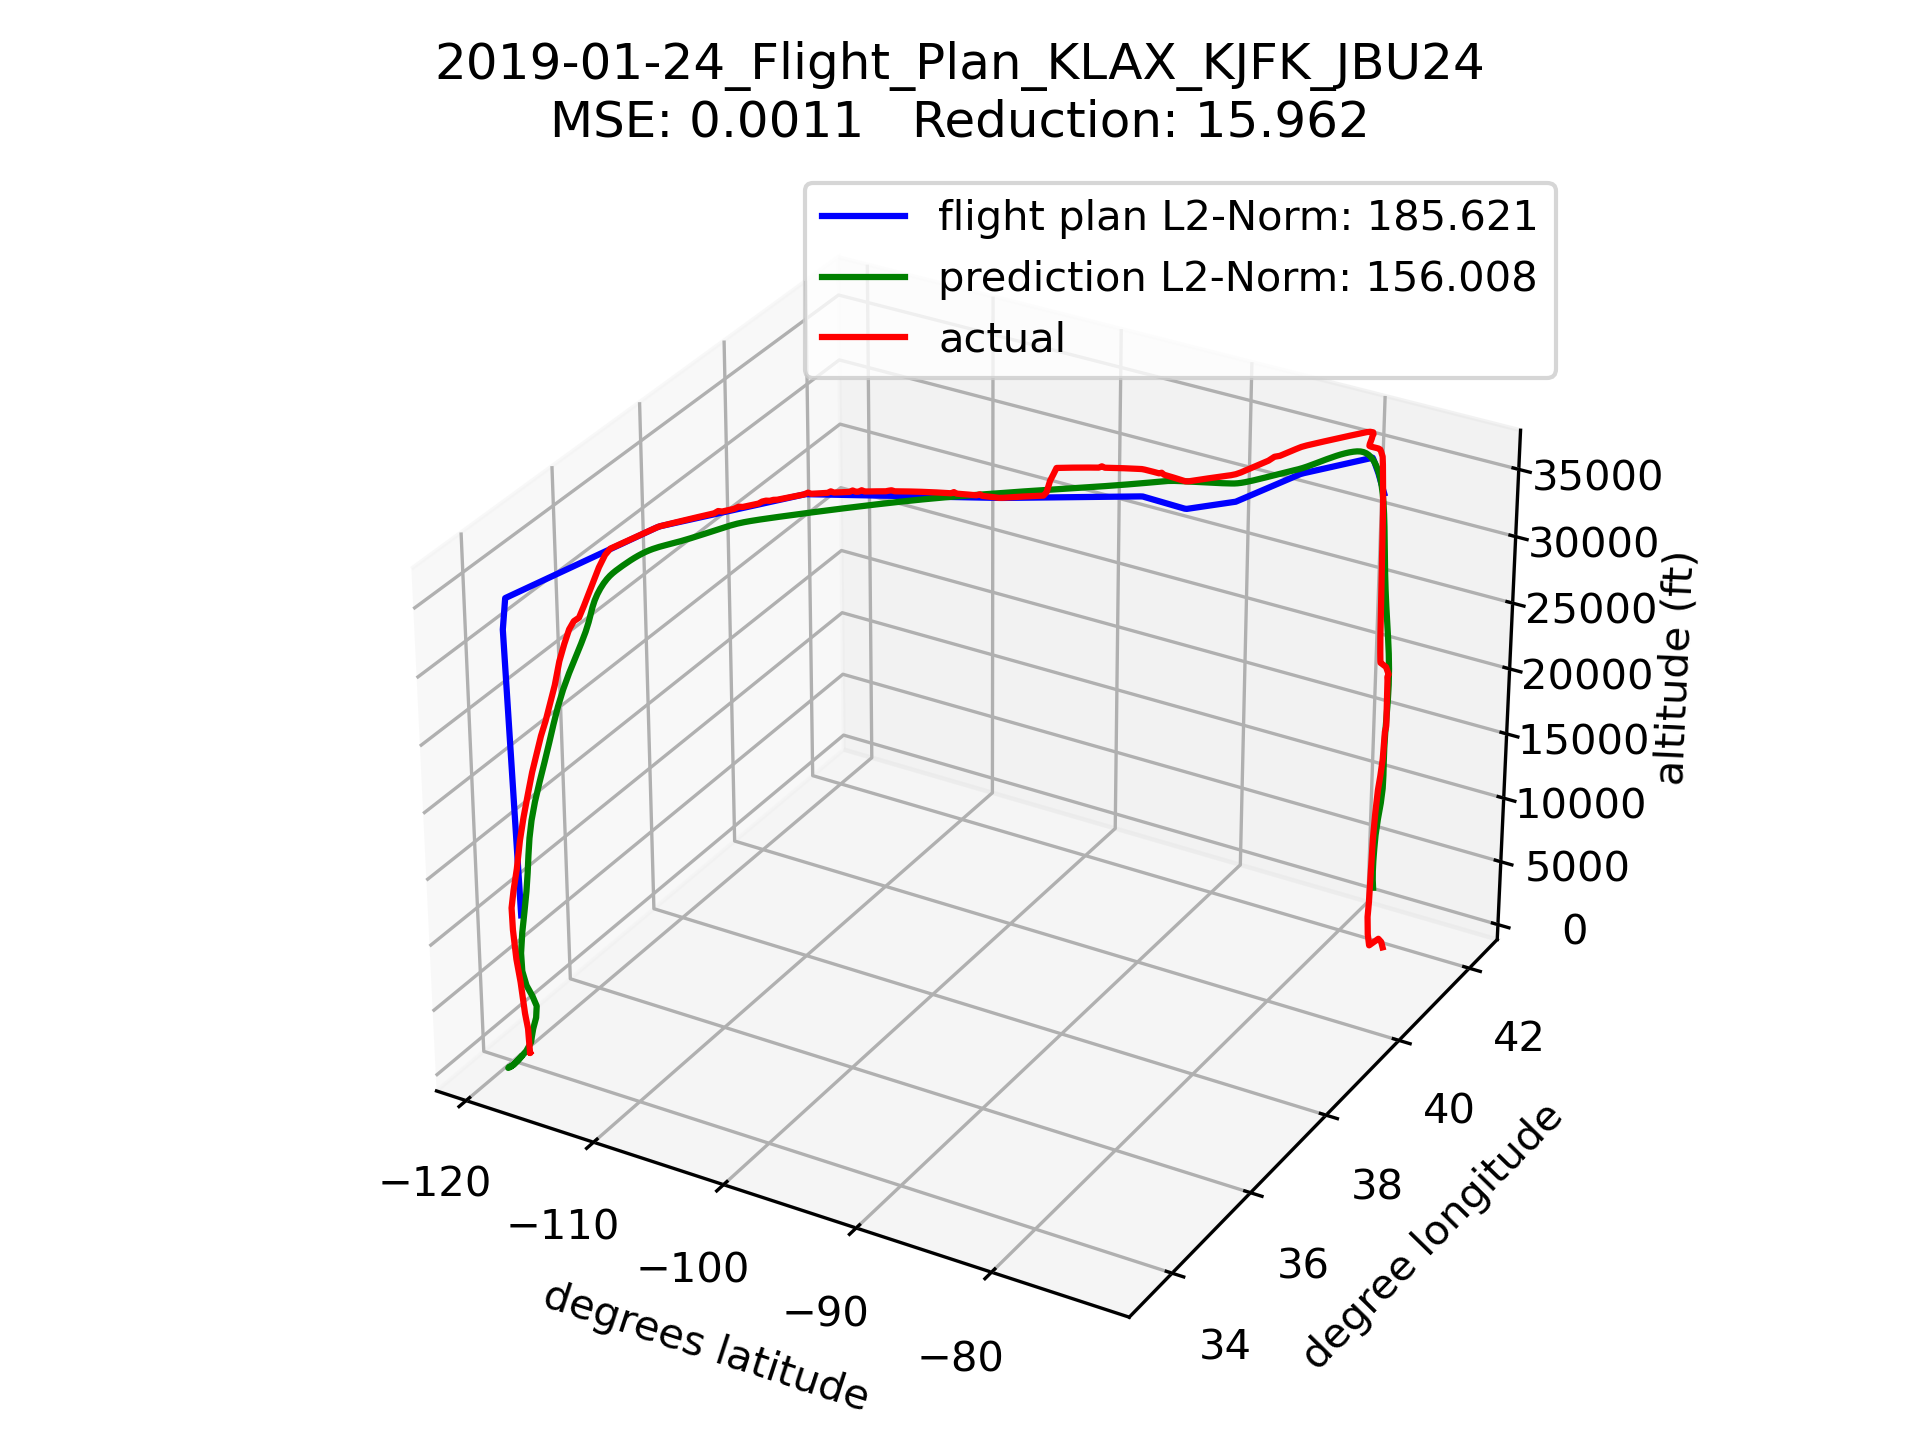 2019-01-24_Flight_Plan_KLAX_KJFK_JBU24
MSE: 0.0011   Reduction: 15.962
flight plan L2-Norm: 185.621
prediction L2-Norm: 156.008
actual
35000
30000
25000
20000
15000
10000
5000
0
altitude (ft)
42
40
38
36
34
degree longitude
−120
−110
−100
−90
−80
degrees latitude